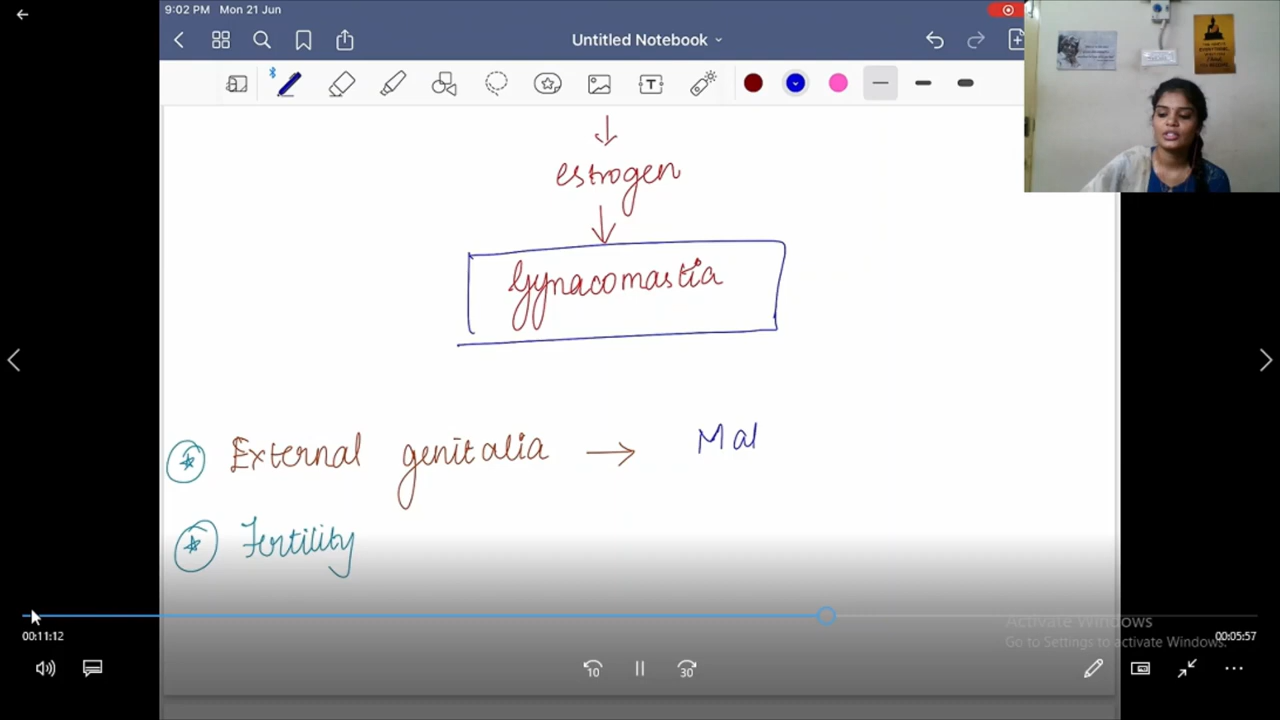 9:02 PM Mon 21 Jun
Untitled Notebook
T
estrogen
Gynacomastia
External genitalia → Mal
Fertility
Activate Windows
Go to Settings to activate Windows.
00:11:12
00:05:57
10
30